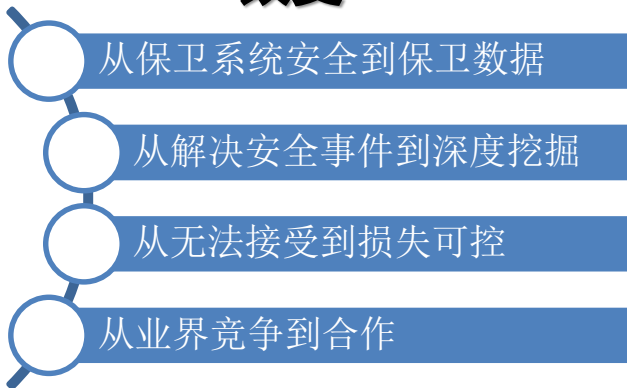 从保卫系统安全到保卫数据
从解决安全事件到深度挖掘
从无法接受到损失可控
从业界竞争到合作